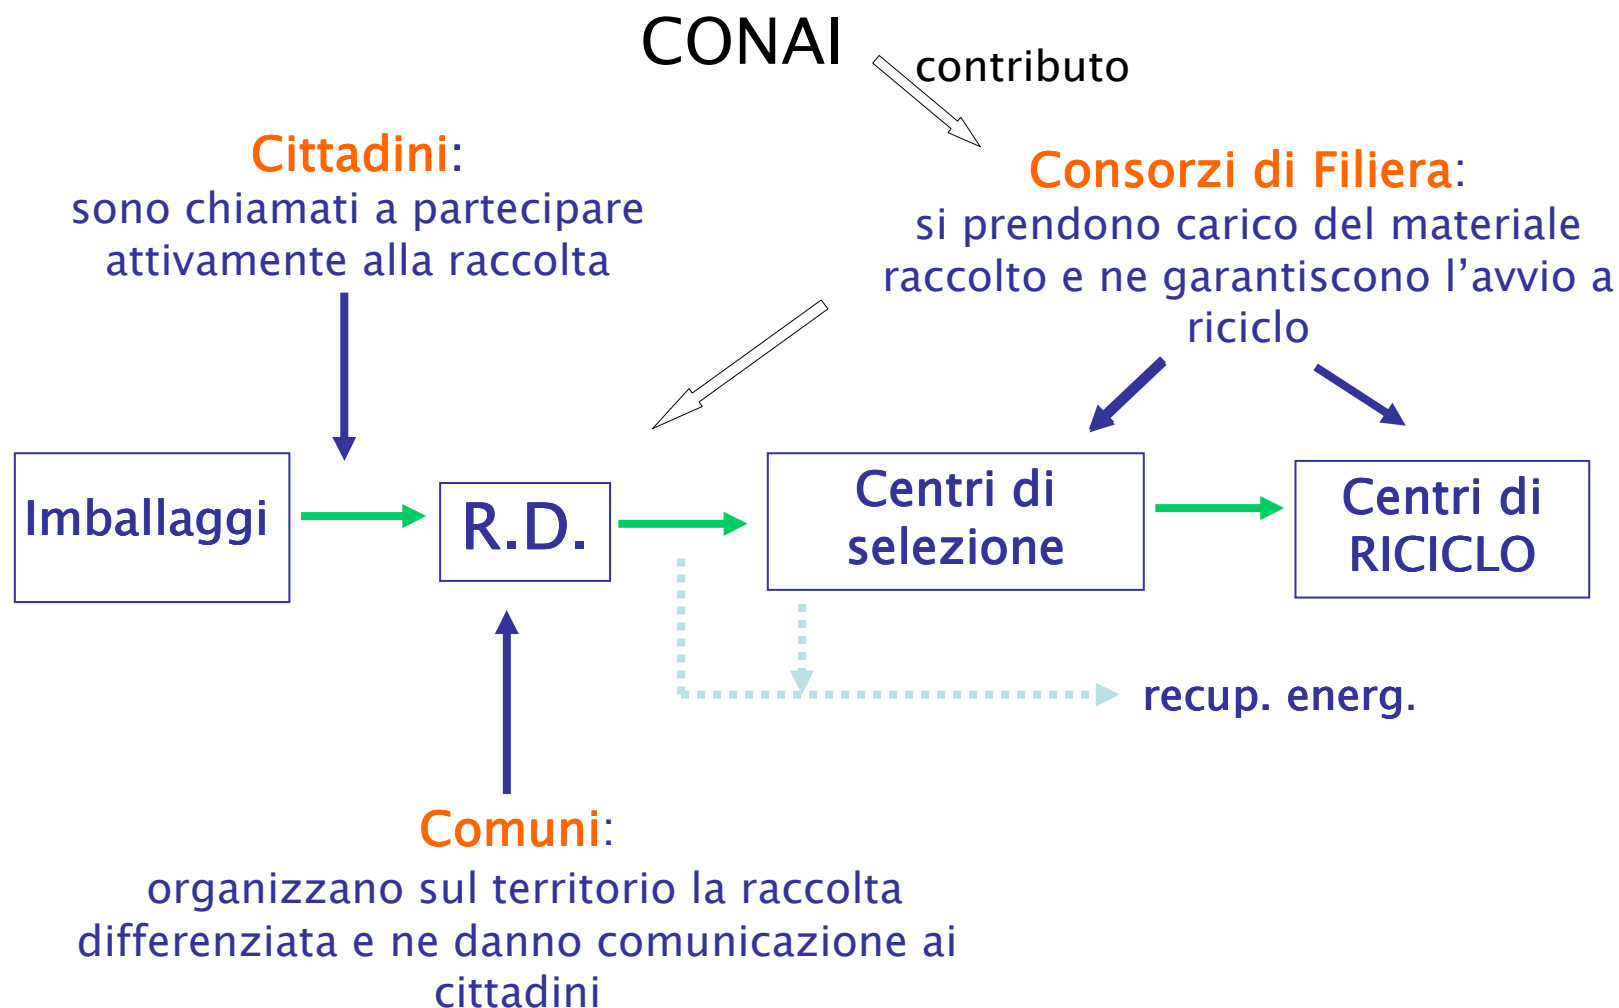 CONAI
contributo
Cittadini:
sono chiamati a partecipare
attivamente alla raccolta
Consorzi di Filiera:
si prendono carico del materiale
raccolto e ne garantiscono l’avvio a
riciclo
Imballaggi
R.D.
Centri di
selezione
Centri di
RICICLO
recup. energ.
Comuni:
organizzano sul territorio la raccolta
differenziata e ne danno comunicazione ai
cittadini